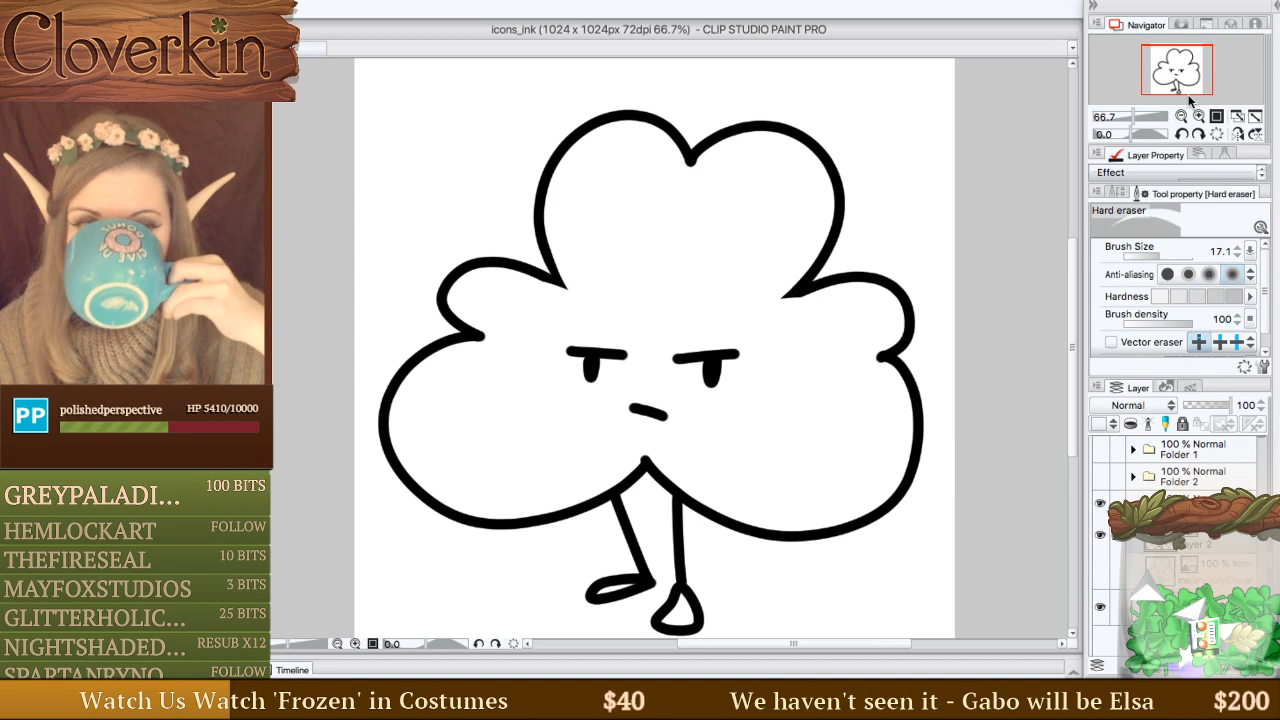 Cloverkin
icons_ink (1024 x 1024px 72dpi 66.7%) - CLIP STUDIO PAINT PRO
Navigator
66.7
0.0
Layer Property
Effect
Tool property [Hard eraser]
Hard eraser
Brush Size 17.1
Anti-aliasing
Hardness
Brush density 100
Vector eraser
Layer
Normal 100
100 % Normal
Folder 1
100 % Normal
Folder 2
PP polishedperspective HP 5410/10000
GREYPALADI... 100 BITS
HEMLOCKART FOLLOW
THEFIRESEAL 10 BITS
MAYFOXSTUDIOS 3 BITS
GLITTERHOLIC... 25 BITS
NIGHTSHADED... RESUB X12
SPARTANRYNO FOLLOW
0.0
Timeline
Watch Us Watch 'Frozen' in Costumes $40 We haven't seen it - Gabo will be Elsa $200